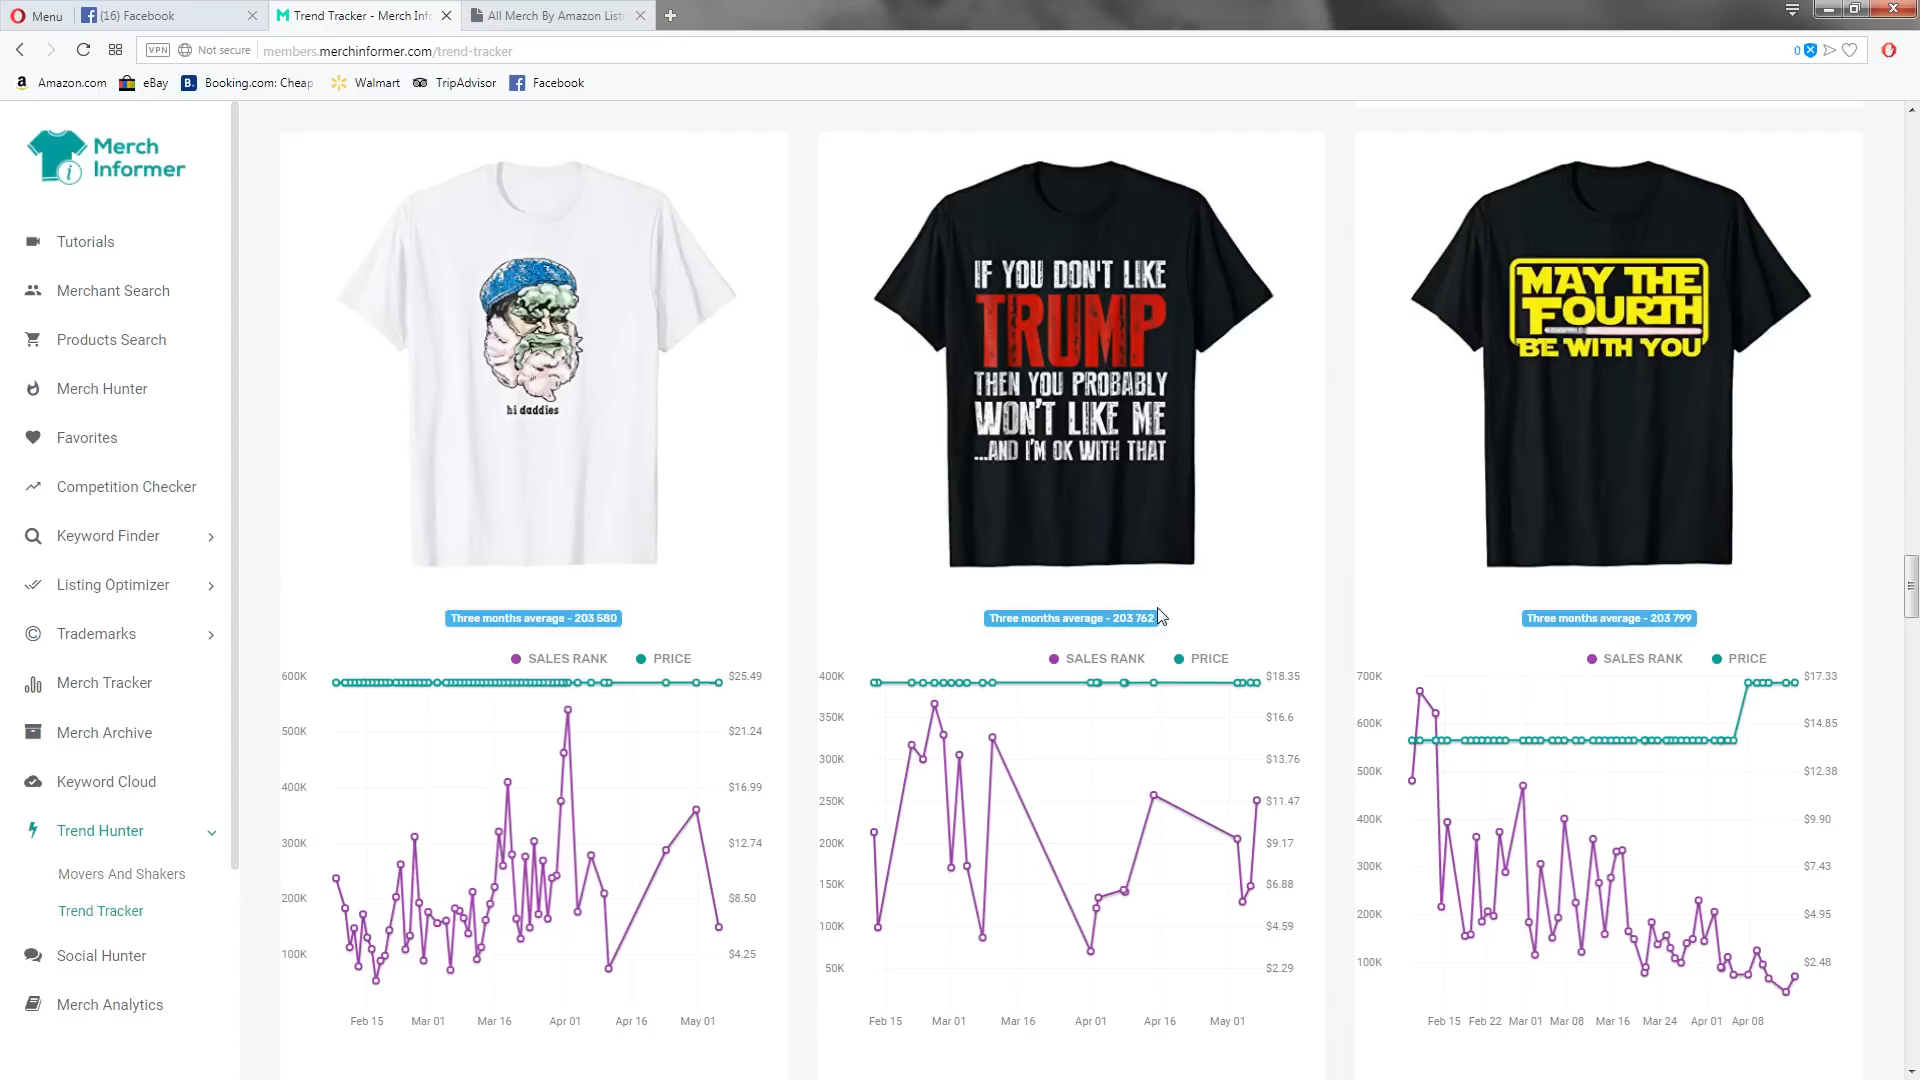 Menu
(16) Facebook
Trend Tracker - Merch Info
All Merch By Amazon Listi
VPN
Not secure
members.merchinformer.com/trend-tracker
0
Amazon.com
eBay
B. Booking.com: Cheap
Walmart
TripAdvisor
Facebook
Merch
Informer
Tutorials
Merchant Search
Products Search
Merch Hunter
Favorites
Competition Checker
Keyword Finder
Listing Optimizer
Trademarks
Merch Tracker
Merch Archive
Keyword Cloud
Trend Hunter
Movers And Shakers
Trend Tracker
Social Hunter
Merch Analytics
hi daddies
Three months average - 203 580
SALES RANK
PRICE
600K
500K
400K
300K
200K
100K
$25.49
$21.24
$16.99
$12.74
$8.50
$4.25
Feb 15
Mar 01
Mar 16
Apr 01
Apr 16
May 01
IF YOU DON'T LIKE
TRUMP
THEN YOU PROBABLY
WON'T LIKE ME
...AND I'M OK WITH THAT
Three months average - 203 762
SALES RANK
PRICE
400K
350K
300K
250K
200K
150K
100K
50K
$18.35
$16.6
$13.76
$11.47
$9.17
$6.88
$4.59
$2.29
Feb 15
Mar 01
Mar 16
Apr 01
Apr 16
May 01
MAY THE
FOURTH
BE WITH YOU
Three months average - 203 799
SALES RANK
PRICE
700K
600K
500K
400K
300K
200K
100K
$17.33
$14.85
$12.38
$9.90
$7.43
$4.95
$2.48
Feb 15
Feb 22
Mar 01
Mar 08
Mar 16
Mar 24
Apr 01
Apr 08